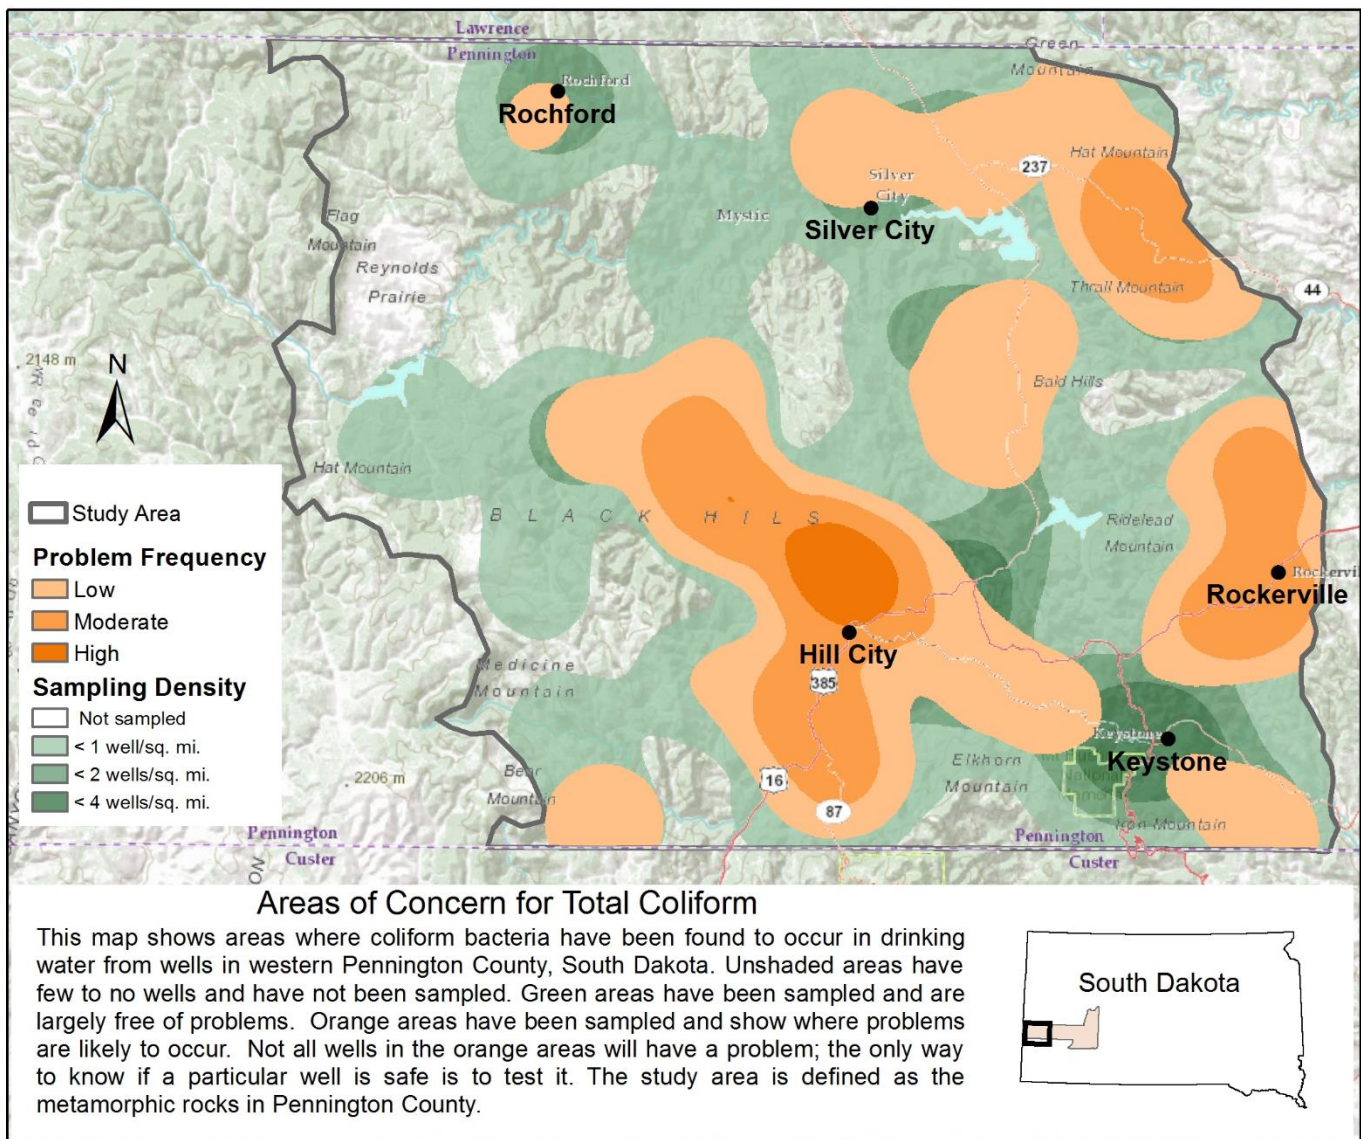 Lawrence
Pennington
Green
Mountain
Rochford
Rochford
Hat Mountain
237
Silver
City
Silver City
Mystic
Flag
Mountain
Reynolds
Prairie
Thrall Mountain
44
2148 m
N
Bald Hills
Hat Mountain
BLACK HILLS
Ridelead
Mountain
Rockervil
Rockerville
Hill City
385
Medicine
Mountain
Keystone
Keystone
Elkhorn
Mountain
National
Bear
Mountain
2206 m
16
87
Iron Mountain
Pennington
Custer
Pennington
Custer
Study Area
Problem Frequency
Low
Moderate
High
Sampling Density
Not sampled
< 1 well/sq. mi.
< 2 wells/sq. mi.
< 4 wells/sq. mi.
Areas of Concern for Total Coliform
This map shows areas where coliform bacteria have been found to occur in drinking
water from wells in western Pennington County, South Dakota. Unshaded areas have
few to no wells and have not been sampled. Green areas have been sampled and are
largely free of problems. Orange areas have been sampled and show where problems
are likely to occur. Not all wells in the orange areas will have a problem; the only way
to know if a particular well is safe is to test it. The study area is defined as the
metamorphic rocks in Pennington County.
South Dakota